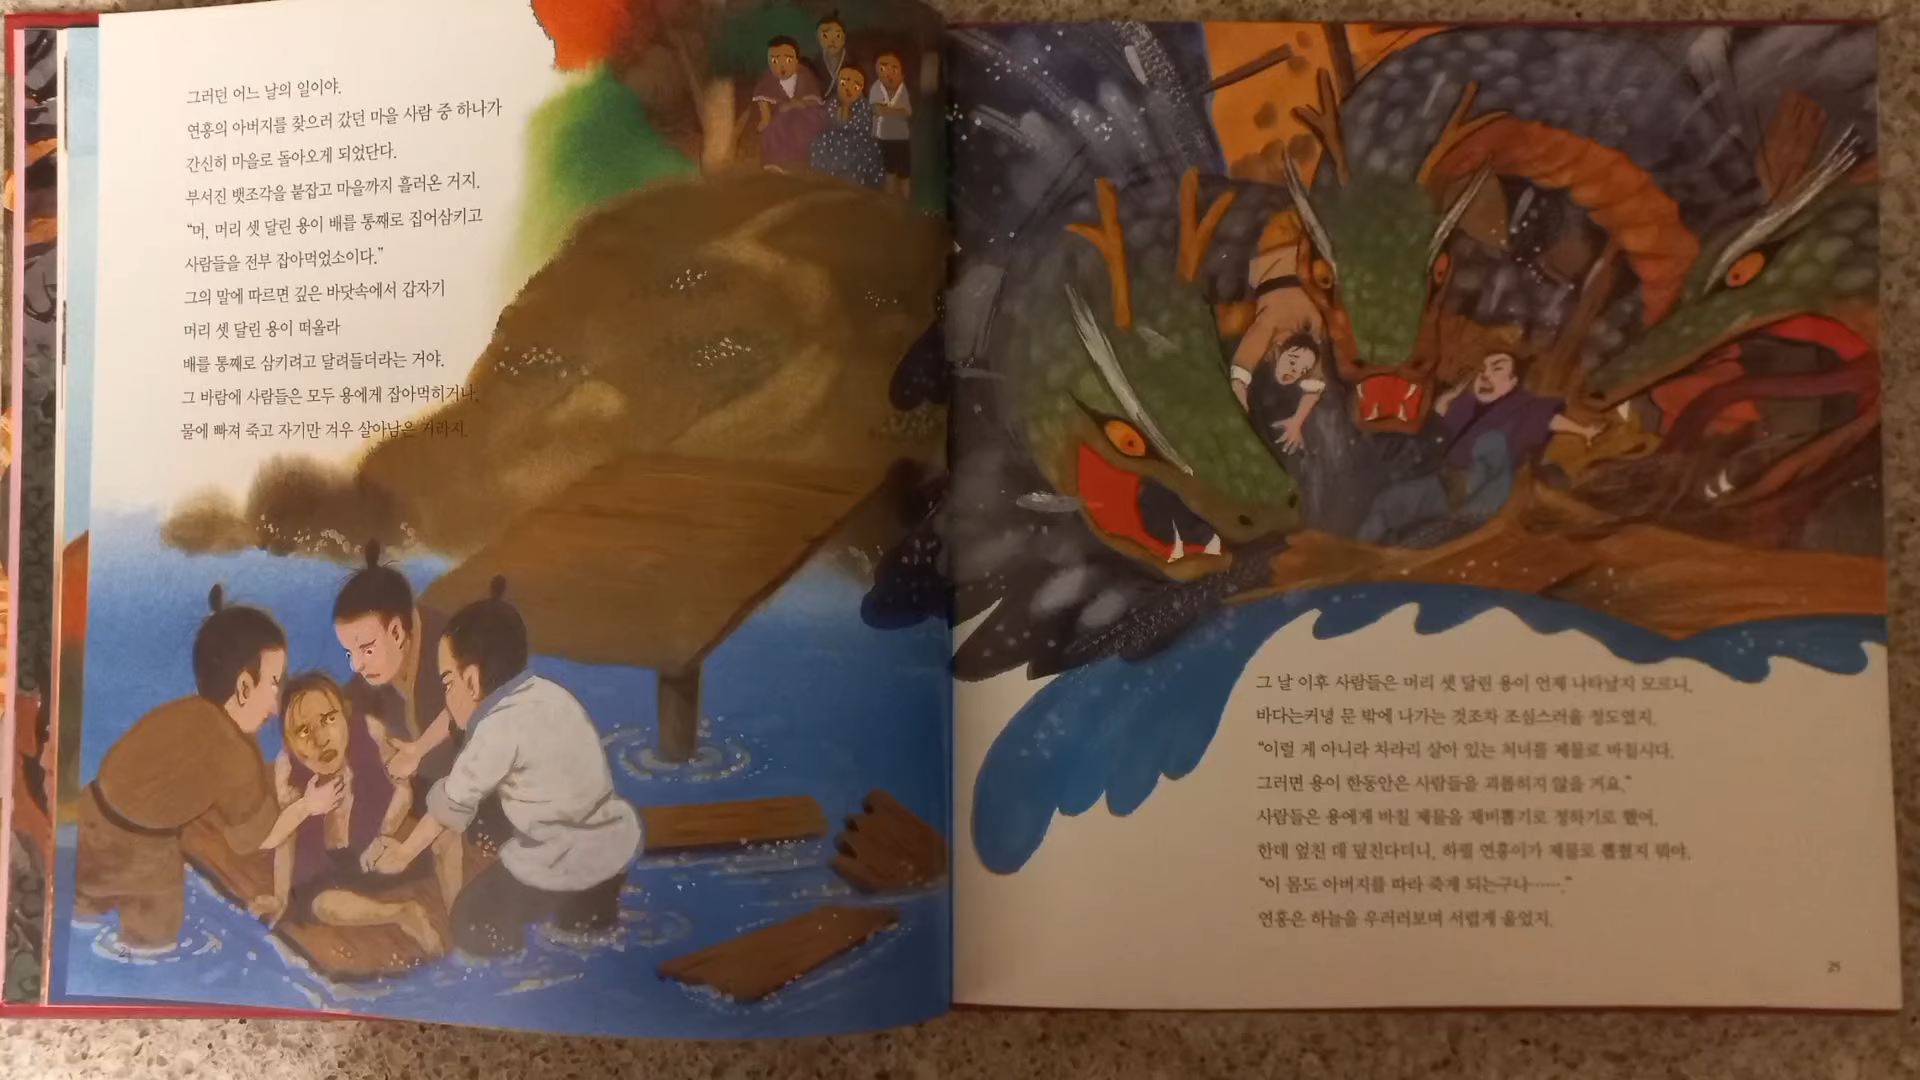 그러던 어느 날의 일이야.
연홍의 아버지를 찾으러 갔던 마을 사람 중 하나가
간신히 마을로 돌아오게 되었단다.
부서진 뱃조각을 붙잡고 마을까지 흘러온 거지.
“머, 머리 셋 달린 용이 배를 통째로 집어삼키고
사람들을 전부 잡아먹었소이다.”
그의 말에 따르면 깊은 바닷속에서 갑자기
머리 셋 달린 용이 떠올라
배를 통째로 삼키려고 달려들더라는 거야.
그 바람에 사람들은 모두 용에게 잡아먹히거나,
물에 빠져 죽고 자기만 겨우 살아남은 거라지.
24
그 날 이후 사람들은 머리 셋 달린 용이 언제 나타날지 모르니,
바다는커녕 문 밖에 나가는 것조차 조심스러울 정도였지.
“이럴 게 아니라 차라리 살아 있는 처녀를 제물로 바칩시다.
그러면 용이 한동안은 사람들을 괴롭히지 않을 거요.”
사람들은 용에게 바칠 제물을 제비뽑기로 정하기로 했어.
한데 엎친 데 덮친다더니, 하필 연홍이가 제물로 뽑혔지 뭐야.
“이 몸도 아버지를 따라 죽게 되는구나…….”
연홍은 하늘을 우러러보며 서럽게 울었지.
25